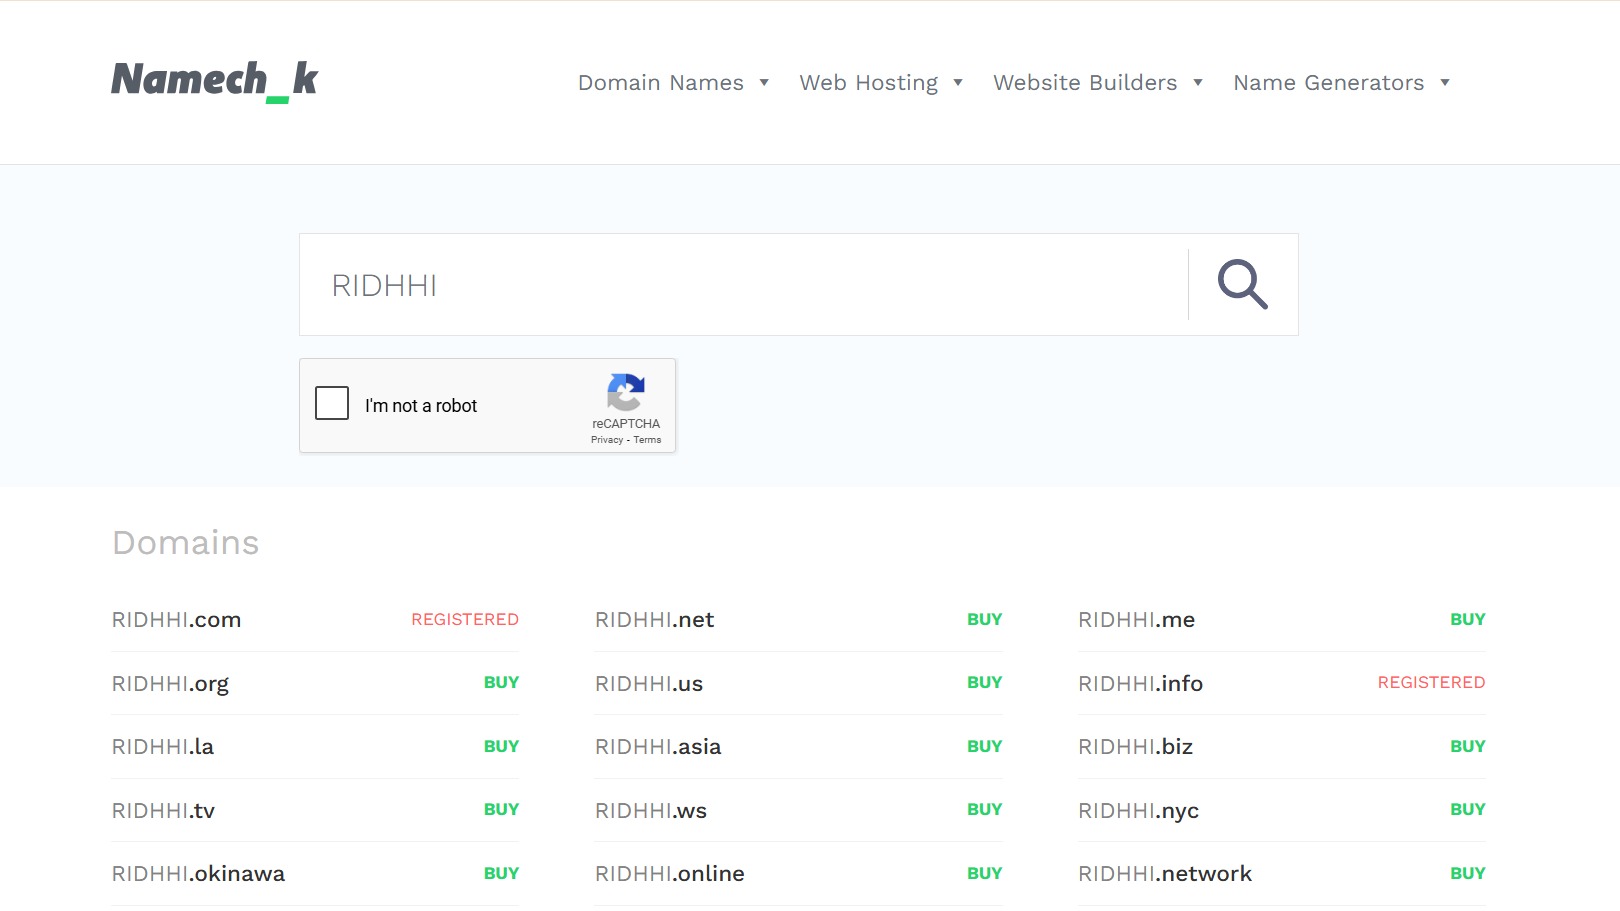 Namech_k
Domain Names ▼ Web Hosting ▼ Website Builders ▼ Name Generators ▼
RIDHHI
I'm not a robot
reCAPTCHA
Privacy - Terms
Domains
RIDHHI.com REGISTERED RIDHHI.net BUY RIDHHI.me BUY
RIDHHI.org BUY RIDHHI.us BUY RIDHHI.info REGISTERED
RIDHHI.la BUY RIDHHI.asia BUY RIDHHI.biz BUY
RIDHHI.tv BUY RIDHHI.ws BUY RIDHHI.nyc BUY
RIDHHI.okinawa BUY RIDHHI.online BUY RIDHHI.network BUY